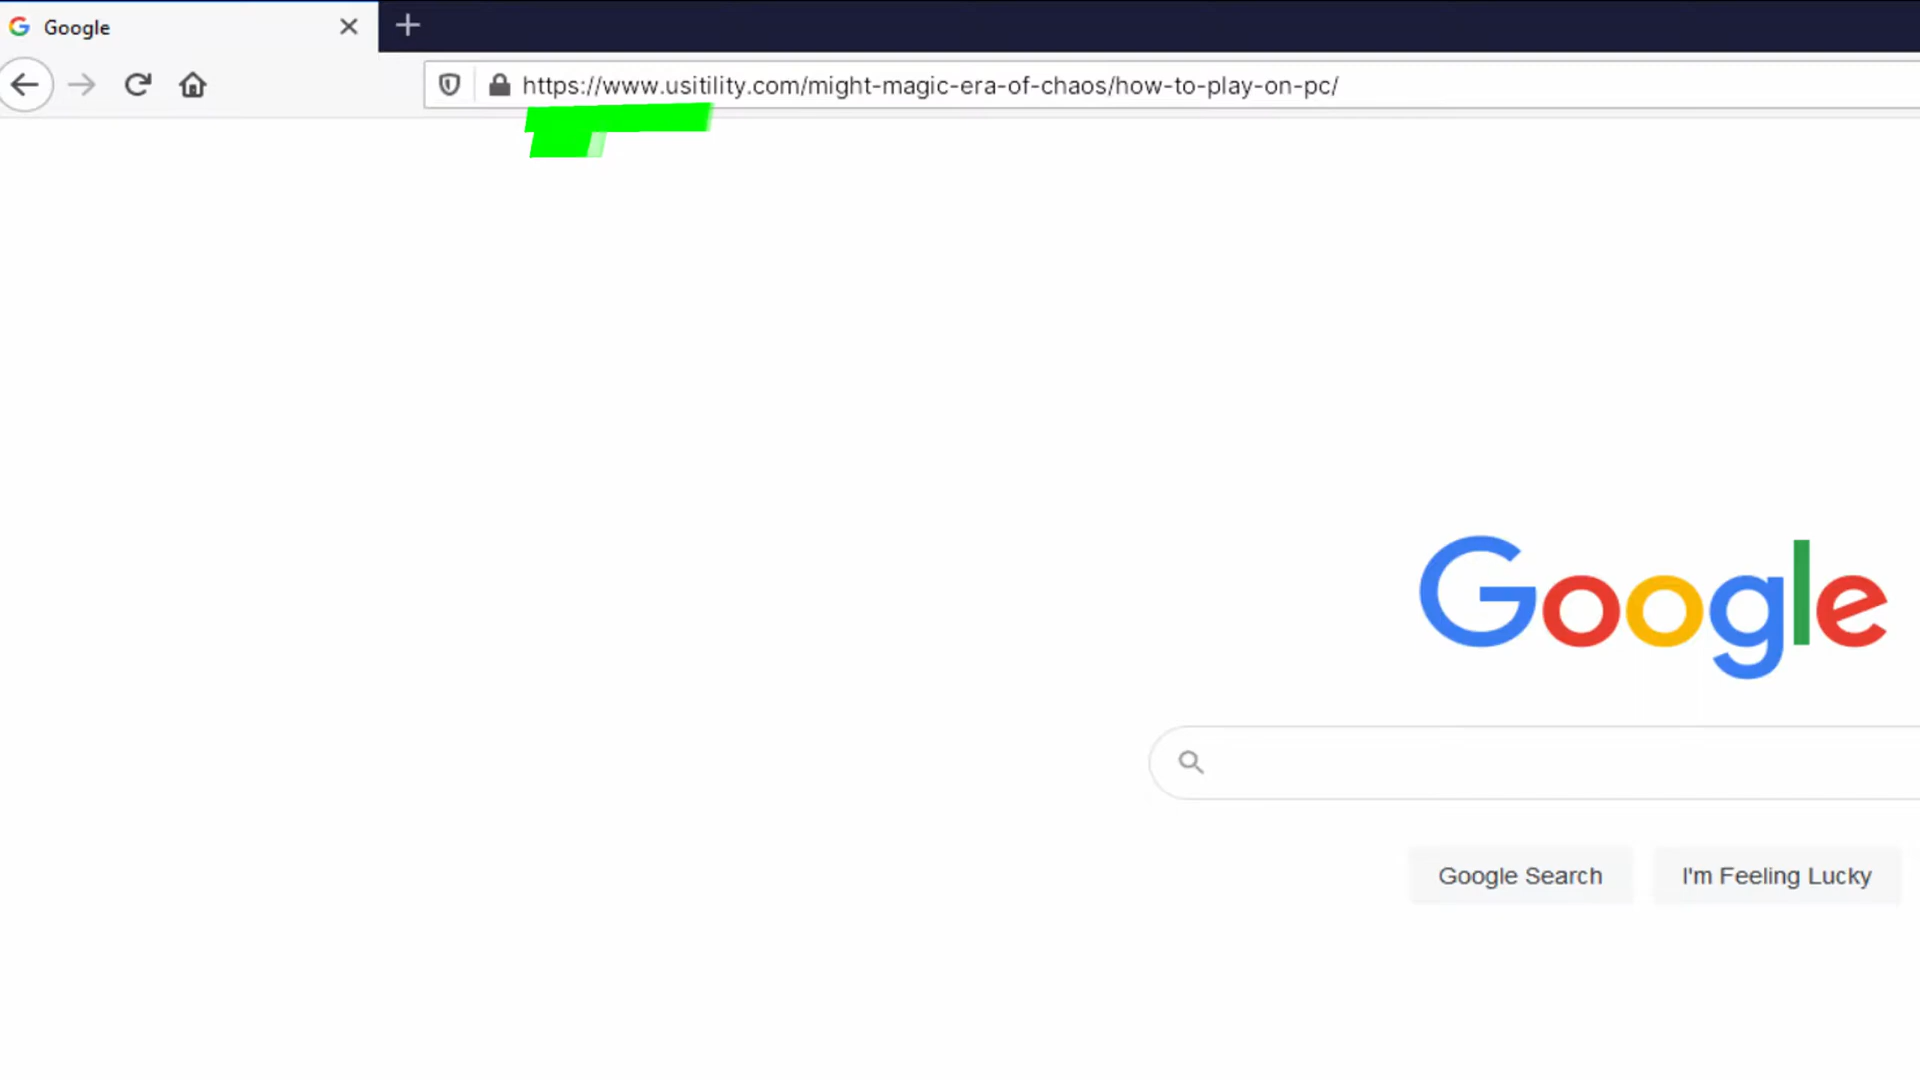 Google
https://www.usitility.com/might-magic-era-of-chaos/how-to-play-on-pc/
Google
Google Search
I'm Feeling Lucky